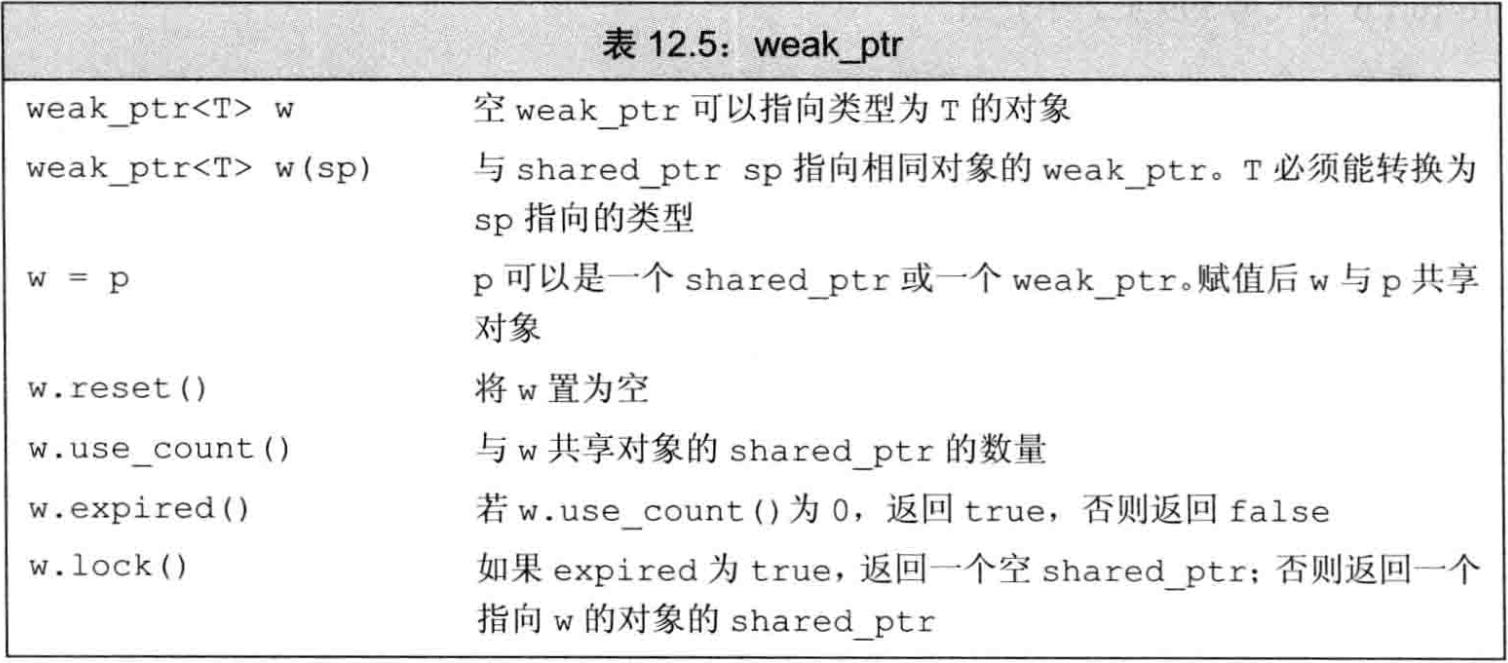 表 12.5：weak_ptr
weak_ptr<T> w 空 weak_ptr 可以指向类型为 T 的对象
weak_ptr<T> w(sp) 与 shared_ptr sp 指向相同对象的 weak_ptr。T 必须能转换为
sp 指向的类型
w = p p 可以是一个 shared_ptr 或一个 weak_ptr。赋值后 w 与 p 共享
对象
w.reset() 将 w 置为空
w.use_count() 与 w 共享对象的 shared_ptr 的数量
w.expired() 若 w.use_count()为 0，返回 true，否则返回 false
w.lock() 如果 expired 为 true，返回一个空 shared_ptr；否则返回一个
指向 w 的对象的 shared_ptr